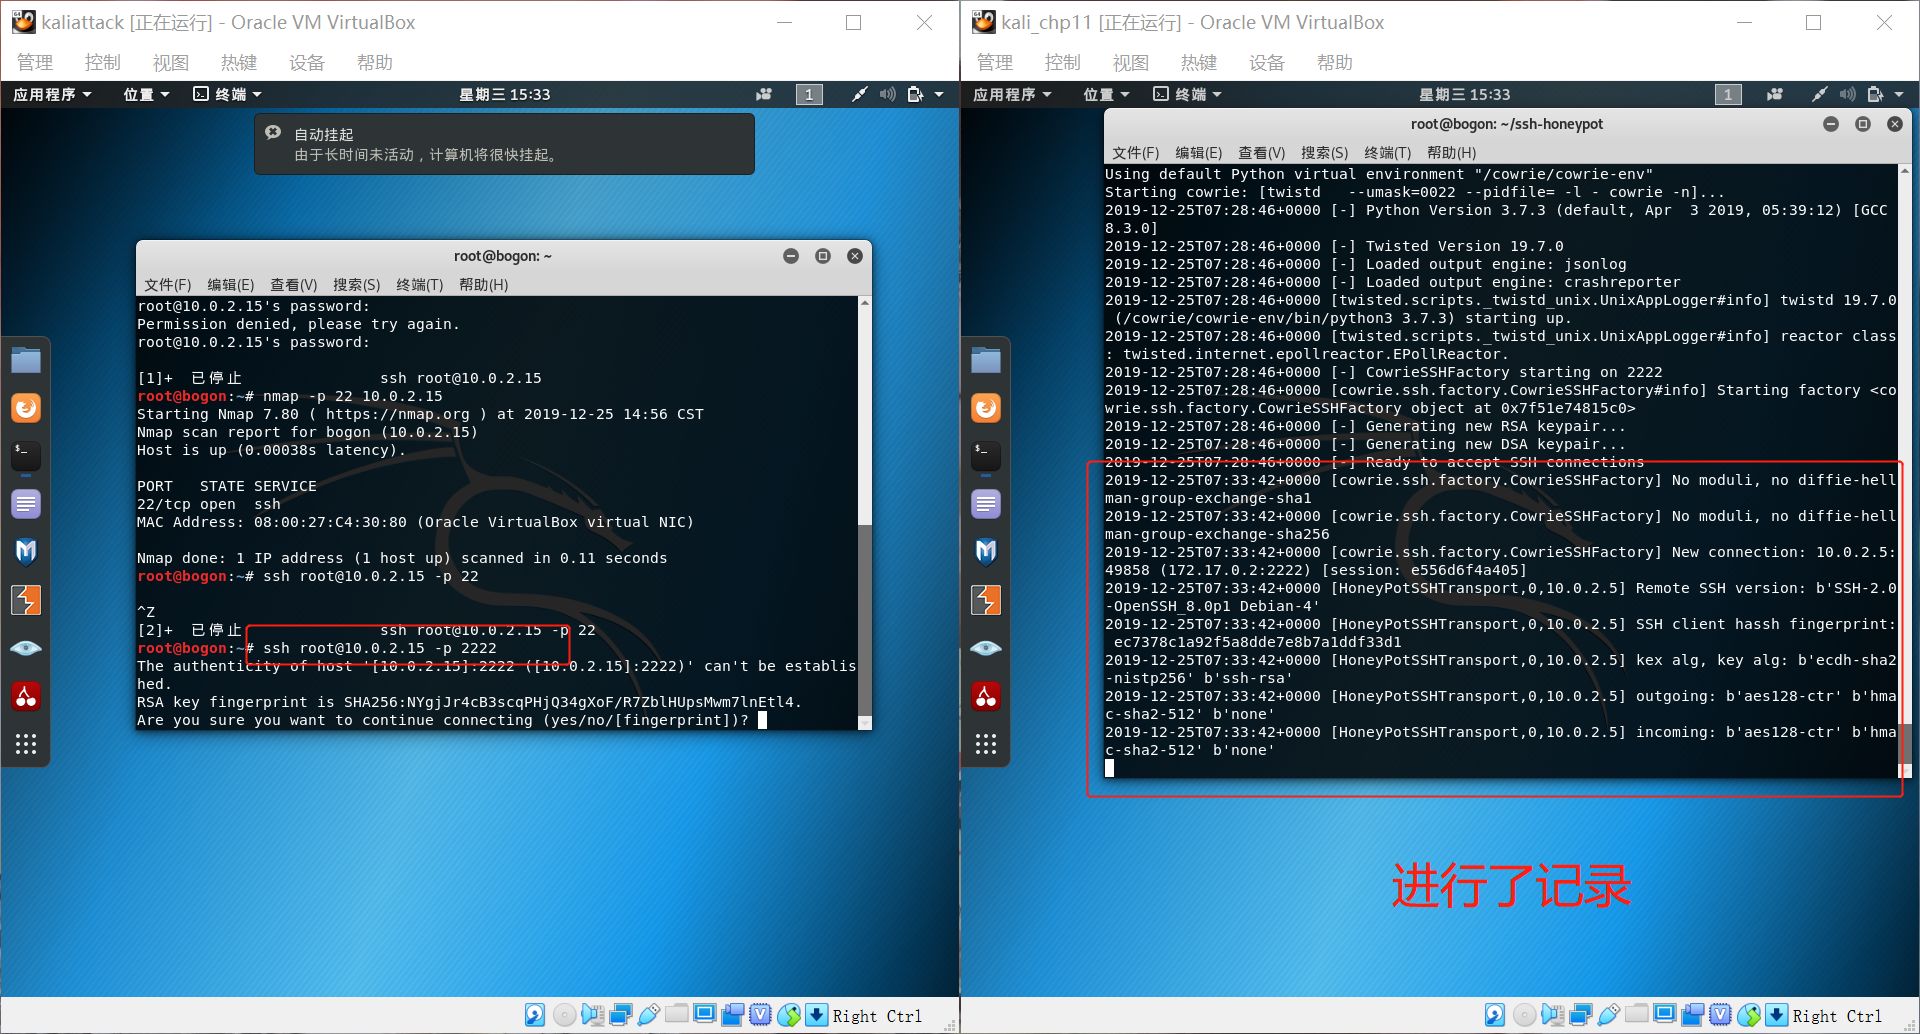 kaliattack [正在运行] - Oracle VM VirtualBox
管理 控制 视图 热键 设备 帮助
应用程序 位置 终端 星期三 15:33 1
自动挂起
由于长时间未活动，计算机将很快挂起。
root@bogon: ~
文件(F) 编辑(E) 查看(V) 搜索(S) 终端(T) 帮助(H)
root@10.0.2.15's password:
Permission denied, please try again.
root@10.0.2.15's password:
[1]+ 已停止 ssh root@10.0.2.15
root@bogon:~# nmap -p 22 10.0.2.15
Starting Nmap 7.80 ( https://nmap.org ) at 2019-12-25 14:56 CST
Nmap scan report for bogon (10.0.2.15)
Host is up (0.00038s latency).
PORT STATE SERVICE
22/tcp open ssh
MAC Address: 08:00:27:C4:30:80 (Oracle VirtualBox virtual NIC)
Nmap done: 1 IP address (1 host up) scanned in 0.11 seconds
root@bogon:~# ssh root@10.0.2.15 -p 22
^Z
[2]+ 已停止 ssh root@10.0.2.15 -p 22
root@bogon:~# ssh root@10.0.2.15 -p 2222
The authenticity of host '[10.0.2.15]:2222 ([10.0.2.15]:2222)' can't be establis
hed.
RSA key fingerprint is SHA256:NYgjJr4cB3scqPHjQ34gXoF/R7ZblHUpsMwm7lnEtl4.
Are you sure you want to continue connecting (yes/no/[fingerprint])?
Right Ctrl
kali_chp11 [正在运行] - Oracle VM VirtualBox
管理 控制 视图 热键 设备 帮助
应用程序 位置 终端 星期三 15:33 1
root@bogon: ~/ssh-honeypot
文件(F) 编辑(E) 查看(V) 搜索(S) 终端(T) 帮助(H)
Using default Python virtual environment "/cowrie/cowrie-env"
Starting cowrie: [twistd --umask=0022 --pidfile= -l - cowrie -n]...
2019-12-25T07:28:46+0000 [-] Python Version 3.7.3 (default, Apr 3 2019, 05:39:12) [GCC
8.3.0]
2019-12-25T07:28:46+0000 [-] Twisted Version 19.7.0
2019-12-25T07:28:46+0000 [-] Loaded output engine: jsonlog
2019-12-25T07:28:46+0000 [-] Loaded output engine: crashreporter
2019-12-25T07:28:46+0000 [twisted.scripts._twistd_unix.UnixAppLogger#info] twistd 19.7.0
(/cowrie/cowrie-env/bin/python3 3.7.3) starting up.
2019-12-25T07:28:46+0000 [twisted.scripts._twistd_unix.UnixAppLogger#info] reactor class
: twisted.internet.epollreactor.EPollReactor.
2019-12-25T07:28:46+0000 [-] CowrieSSHFactory starting on 2222
2019-12-25T07:28:46+0000 [cowrie.ssh.factory.CowrieSSHFactory#info] Starting factory <co
wrie.ssh.factory.CowrieSSHFactory object at 0x7f51e74815c0>
2019-12-25T07:28:46+0000 [-] Generating new RSA keypair...
2019-12-25T07:28:46+0000 [-] Generating new DSA keypair...
2019-12-25T07:28:46+0000 [-] Ready to accept SSH connections
2019-12-25T07:33:42+0000 [cowrie.ssh.factory.CowrieSSHFactory] No moduli, no diffie-hell
man-group-exchange-sha1
2019-12-25T07:33:42+0000 [cowrie.ssh.factory.CowrieSSHFactory] No moduli, no diffie-hell
man-group-exchange-sha256
2019-12-25T07:33:42+0000 [cowrie.ssh.factory.CowrieSSHFactory] New connection: 10.0.2.5:
49858 (172.17.0.2:2222) [session: e556d6f4a405]
2019-12-25T07:33:42+0000 [HoneyPotSSHTransport,0,10.0.2.5] Remote SSH version: b'SSH-2.0
-OpenSSH_8.0p1 Debian-4'
2019-12-25T07:33:42+0000 [HoneyPotSSHTransport,0,10.0.2.5] SSH client hassh fingerprint:
ec7378c1a92f5a8dde7e8b7a1ddf33d1
2019-12-25T07:33:42+0000 [HoneyPotSSHTransport,0,10.0.2.5] kex alg, key alg: b'ecdh-sha2
-nistp256' b'ssh-rsa'
2019-12-25T07:33:42+0000 [HoneyPotSSHTransport,0,10.0.2.5] outgoing: b'aes128-ctr' b'hma
c-sha2-512' b'none'
2019-12-25T07:33:42+0000 [HoneyPotSSHTransport,0,10.0.2.5] incoming: b'aes128-ctr' b'hma
c-sha2-512' b'none'
进行了记录
Right Ctrl